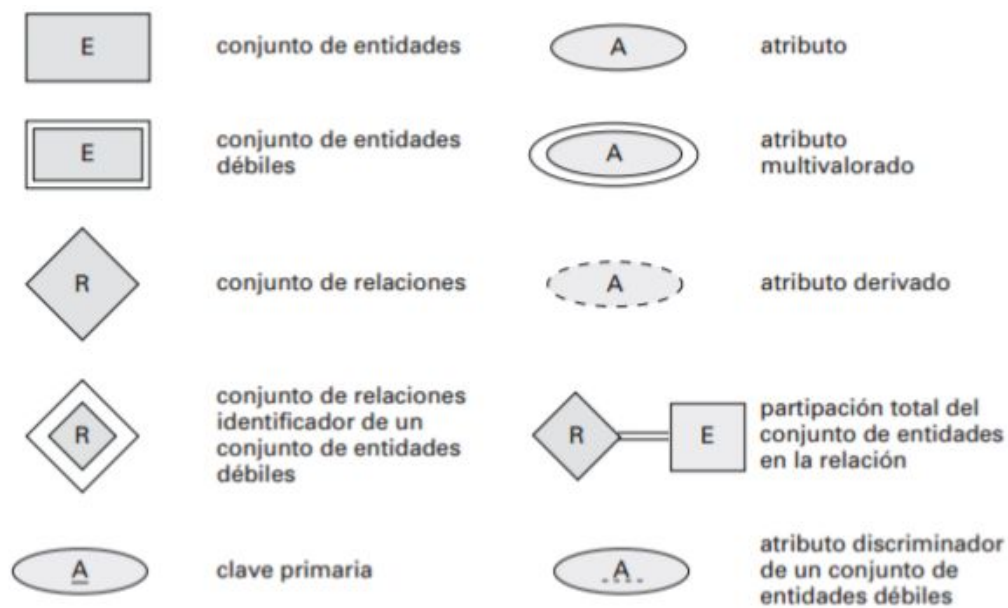 E
conjunto de entidades
A
atributo
E
conjunto de entidades
débiles
A
atributo
multivalorado
R
conjunto de relaciones
A
atributo derivado
R
conjunto de relaciones
identificador de un
conjunto de entidades
débiles
R
E
partipación total del
conjunto de entidades
en la relación
A
clave primaria
A
atributo discriminador
de un conjunto de
entidades débiles